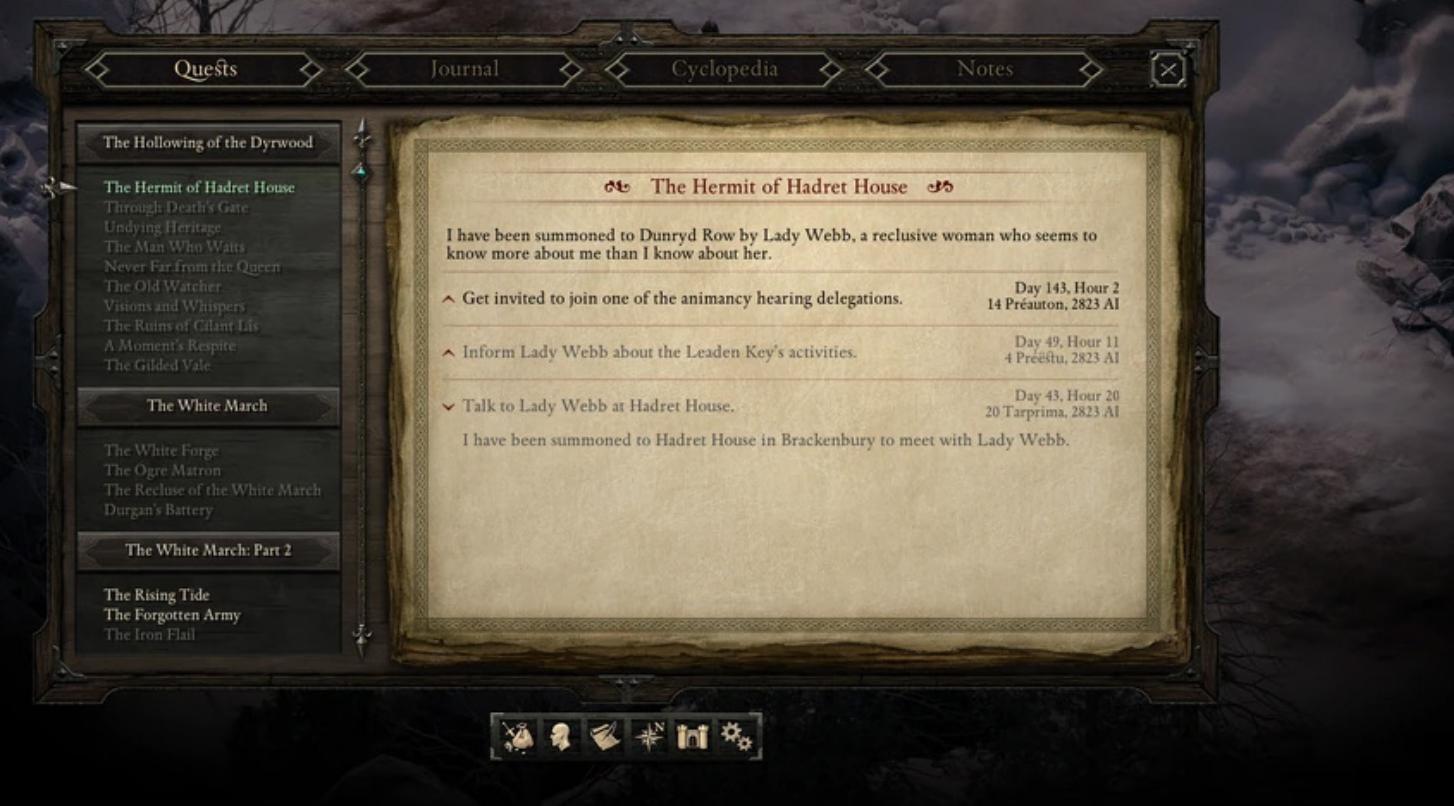 Quests
Journal
Cyclopedia
Notes
The Hollowing of the Dyrwood
The Hermit of Hadret House
Through Death's Gate
Undying Heritage
The Man Who Waits
Never Far from the Queen
The Old Watcher
Visions and Whispers
The Ruins of Cilant Lîs
A Moment's Respite
The Gilded Vale
The White March
The White Forge
The Ogre Matron
The Recluse of the White March
Durgan's Battery
The White March: Part 2
The Rising Tide
The Forgotten Army
The Iron Flail
The Hermit of Hadret House
I have been summoned to Dunryd Row by Lady Webb, a reclusive woman who seems to
know more about me than I know about her.
Get invited to join one of the animancy hearing delegations.
Day 143, Hour 2
14 Préauton, 2823 AI
Inform Lady Webb about the Leaden Key's activities.
Day 49, Hour 11
4 Préëstu, 2823 AI
Talk to Lady Webb at Hadret House.
Day 43, Hour 20
20 Tarprima, 2823 AI
I have been summoned to Hadret House in Brackenbury to meet with Lady Webb.
N